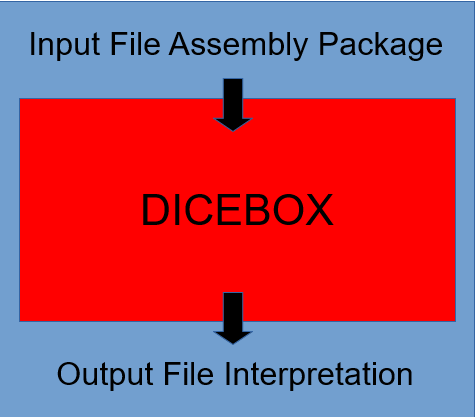 Input File Assembly Package
DICEBOX
Output File Interpretation